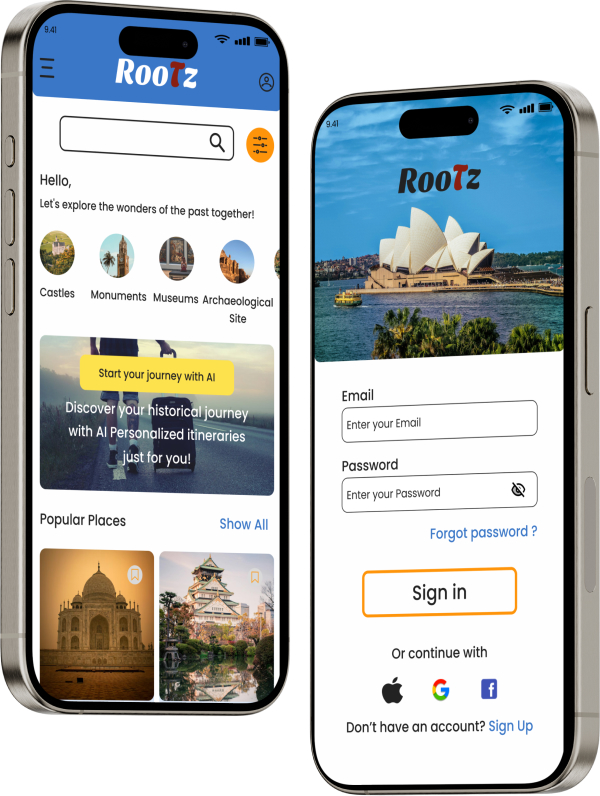 9.41
RooTz
Hello,
Let's explore the wonders of the past together!
Castles
Monuments
Museums
Archaeological
Site
Start your journey with AI
Discover your historical journey
with AI Personalized itineraries
just for you!
Popular Places
Show All
9.41
RooTz
Email
Enter your Email
Password
Enter your Password
Forgot password ?
Sign in
Or continue with
Don't have an account? Sign Up